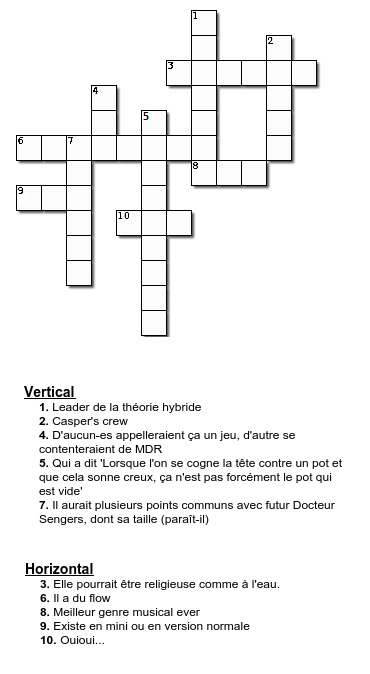 1
2
3
4
5
6 7
8
9
10
Vertical
1. Leader de la théorie hybride
2. Casper's crew
4. D'aucun-es appelleraient ça un jeu, d'autre se
contenteraient de MDR
5. Qui a dit 'Lorsque l'on se cogne la tête contre un pot et
que cela sonne creux, ça n'est pas forcément le pot qui
est vide'
7. Il aurait plusieurs points communs avec futur Docteur
Sengers, dont sa taille (paraît-il)
Horizontal
3. Elle pourrait être religieuse comme à l'eau.
6. Il a du flow
8. Meilleur genre musical ever
9. Existe en mini ou en version normale
10. Ouioui...